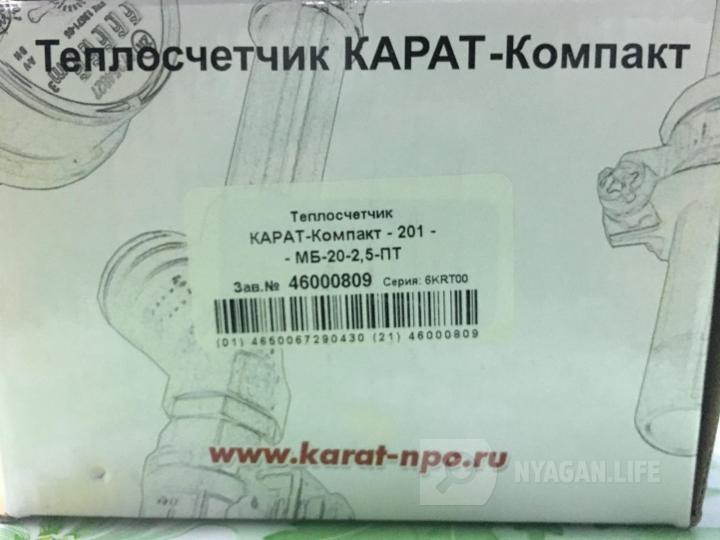 Теплосчетчик КАРАТ-Компакт
Теплосчетчик
КАРАТ-Компакт - 201 -
- МБ-20-2,5-ПТ
Зав.№ 46000809 Серия: 6KRT00
(01) 4650067290430 (21) 46000809
www.karat-npo.ru
NYAGAN.LIFE